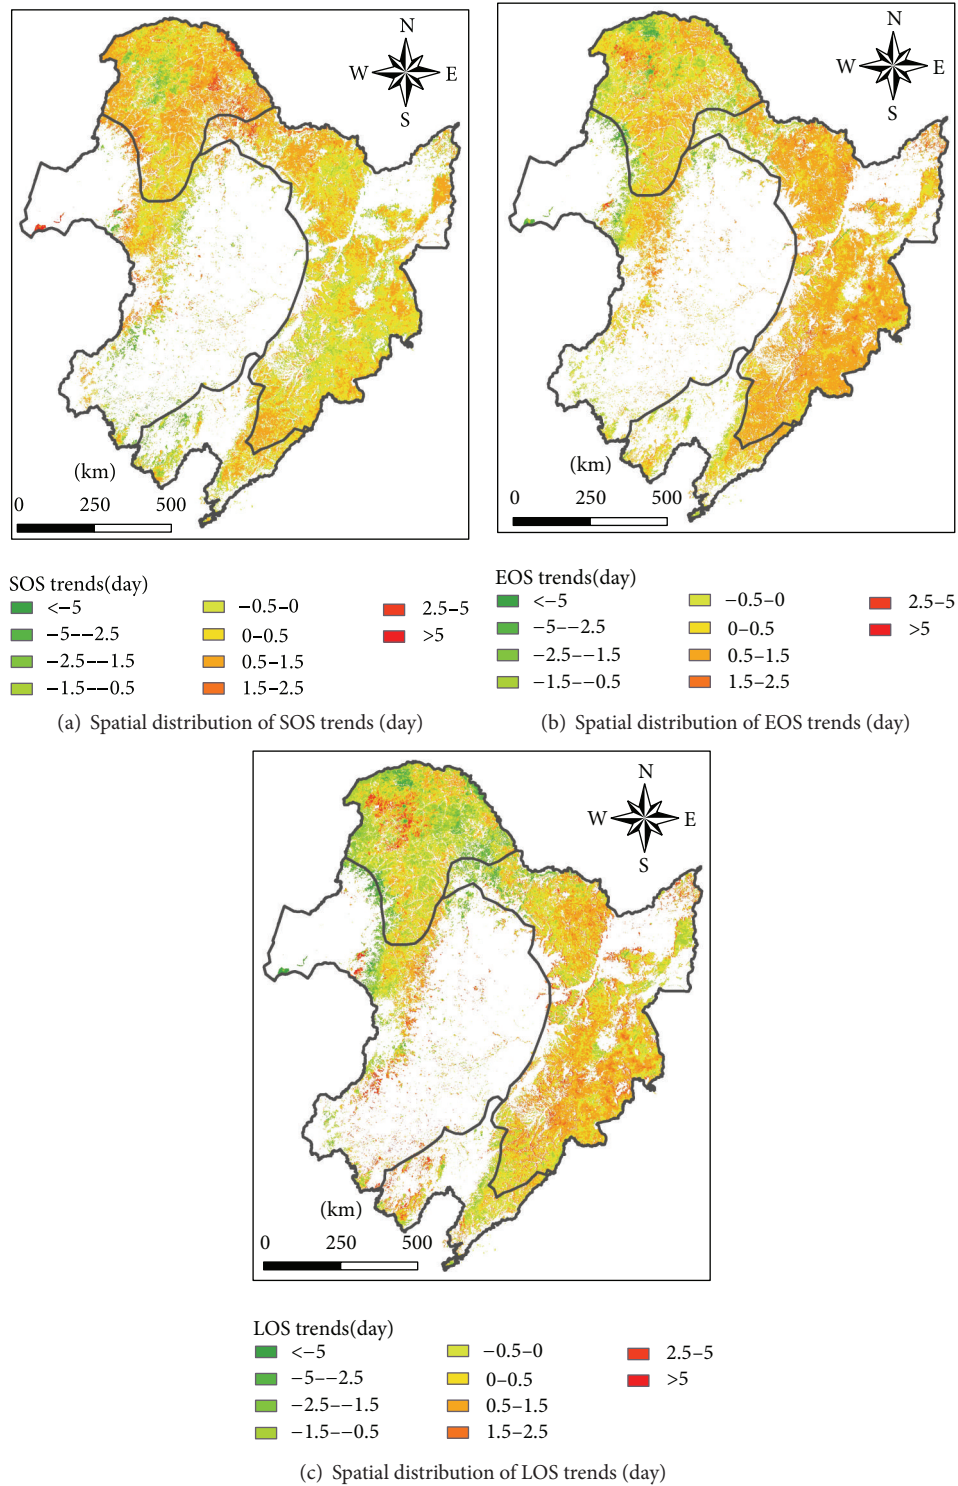 N
W E
S
(km)
0 250 500
SOS trends(day)
<−5
−5−−2.5
−2.5−−1.5
−1.5−−0.5
−0.5−0
0−0.5
0.5−1.5
1.5−2.5
2.5−5
>5
(a) Spatial distribution of SOS trends (day)
N
W E
S
(km)
0 250 500
EOS trends(day)
<−5
−5−−2.5
−2.5−−1.5
−1.5−−0.5
−0.5−0
0−0.5
0.5−1.5
1.5−2.5
2.5−5
>5
(b) Spatial distribution of EOS trends (day)
N
W E
S
(km)
0 250 500
LOS trends(day)
<−5
−5−−2.5
−2.5−−1.5
−1.5−−0.5
−0.5−0
0−0.5
0.5−1.5
1.5−2.5
2.5−5
>5
(c) Spatial distribution of LOS trends (day)